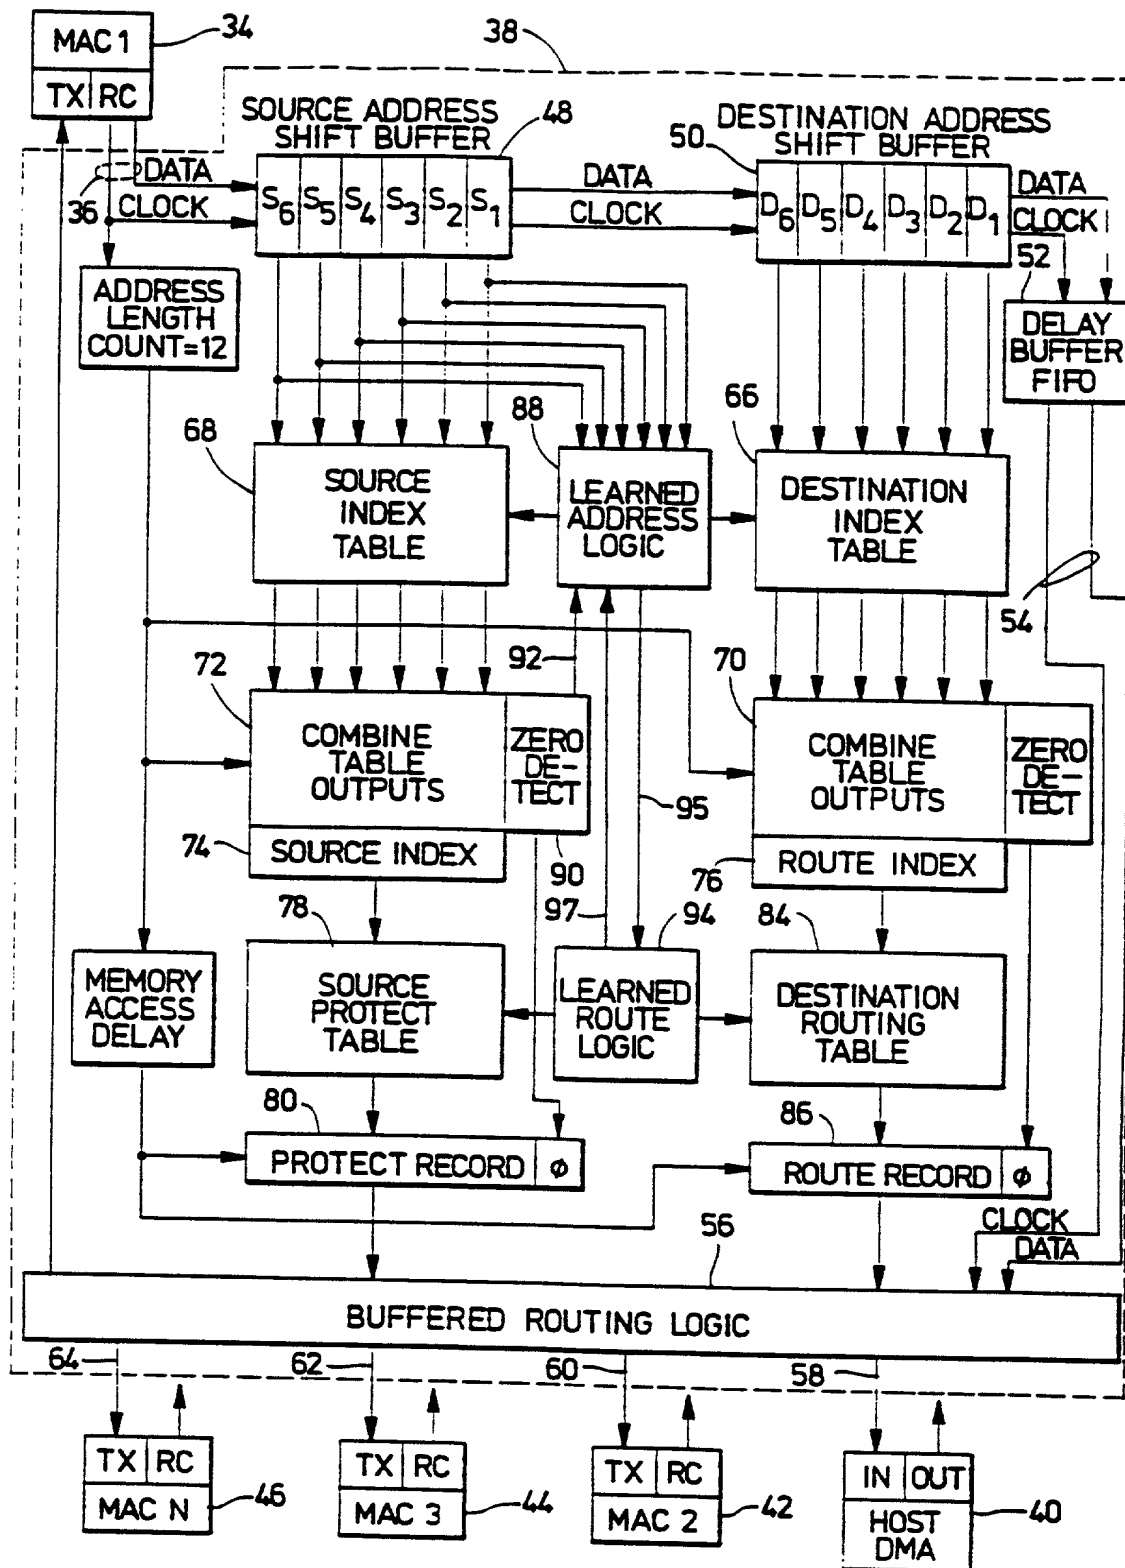 MAC 1
34
TX RC
38
SOURCE ADDRESS
SHIFT BUFFER
48
DESTINATION ADDRESS
SHIFT BUFFER
50
36
DATA
CLOCK
S6 S5 S4 S3 S2 S1
DATA
CLOCK
D6 D5 D4 D3 D2 D1
DATA
CLOCK
52
ADDRESS
LENGTH
COUNT=12
DELAY
BUFFER
FIFO
68
SOURCE
INDEX
TABLE
88
LEARNED
ADDRESS
LOGIC
66
DESTINATION
INDEX
TABLE
54
72
COMBINE
TABLE
OUTPUTS
ZERO
DE-
TECT
92
95
70
COMBINE
TABLE
OUTPUTS
ZERO
DE-
TECT
74
SOURCE INDEX
90
76
ROUTE INDEX
97
94
78
84
MEMORY
ACCESS
DELAY
SOURCE
PROTECT
TABLE
LEARNED
ROUTE
LOGIC
DESTINATION
ROUTING
TABLE
80
PROTECT RECORD ϕ
86
ROUTE RECORD ϕ
CLOCK
DATA
56
BUFFERED ROUTING LOGIC
64
62
60
58
TX RC
MAC N
46
TX RC
MAC 3
44
TX RC
MAC 2
42
IN OUT
HOST
DMA
40